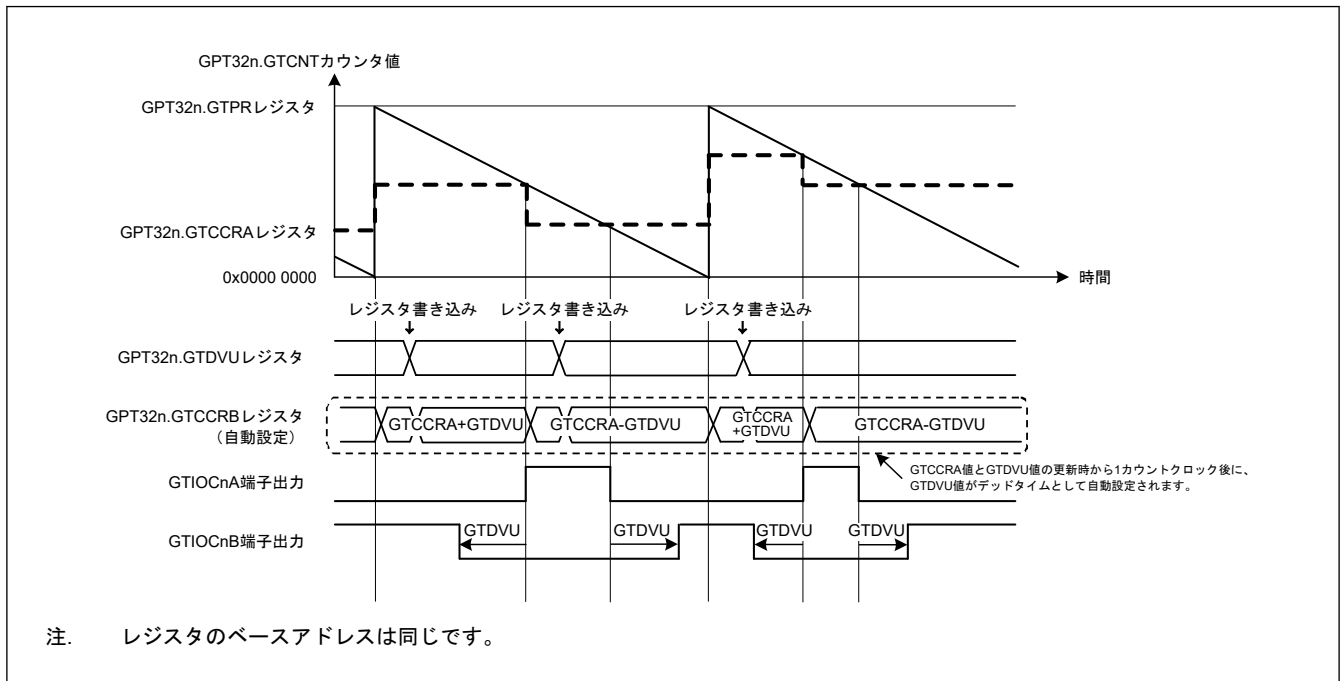 GPT32n.GTCNTカウンタ値
GPT32n.GTPRレジスタ
GPT32n.GTCCRAレジスタ
0x0000 0000
時間
レジスタ書き込み
レジスタ書き込み
レジスタ書き込み
GPT32n.GTDVUレジスタ
GPT32n.GTCCRBレジスタ
（自動設定）
GTCCRA+GTDVU
GTCCRA-GTDVU
GTCCRA
+GTDVU
GTCCRA-GTDVU
GTCCRA値とGTDVU値の更新時から1カウントクロック後に、
GTDVU値がデッドタイムとして自動設定されます。
GTIOCnA端子出力
GTIOCnB端子出力
GTDVU
GTDVU
GTDVU
GTDVU
注. レジスタのベースアドレスは同じです。